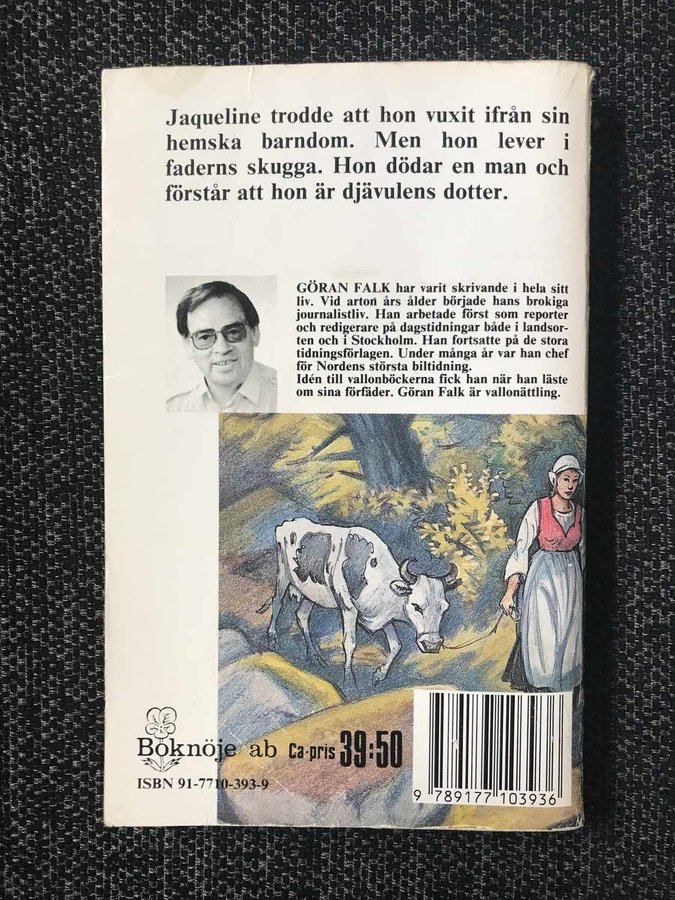 Jaqueline trodde att hon vuxit ifrån sin
hemska barndom. Men hon lever i
faderns skugga. Hon dödar en man och
förstår att hon är djävulens dotter.
GÖRAN FALK har varit skrivande i hela sitt
liv. Vid arton års ålder började hans brokiga
journalistliv. Han arbetade först som reporter
och redigerare på dagstidningar både i landsor-
ten och i Stockholm. Han fortsatte på de stora
tidningsförlagen. Under många år var han chef
för Nordens största biltidning.
Idén till vallonböckerna fick han när han läste
om sina förfäder. Göran Falk är vallonättling.
Boknöje ab Ca-pris 39:50
ISBN 91-7710-393-9
9 789177 103936